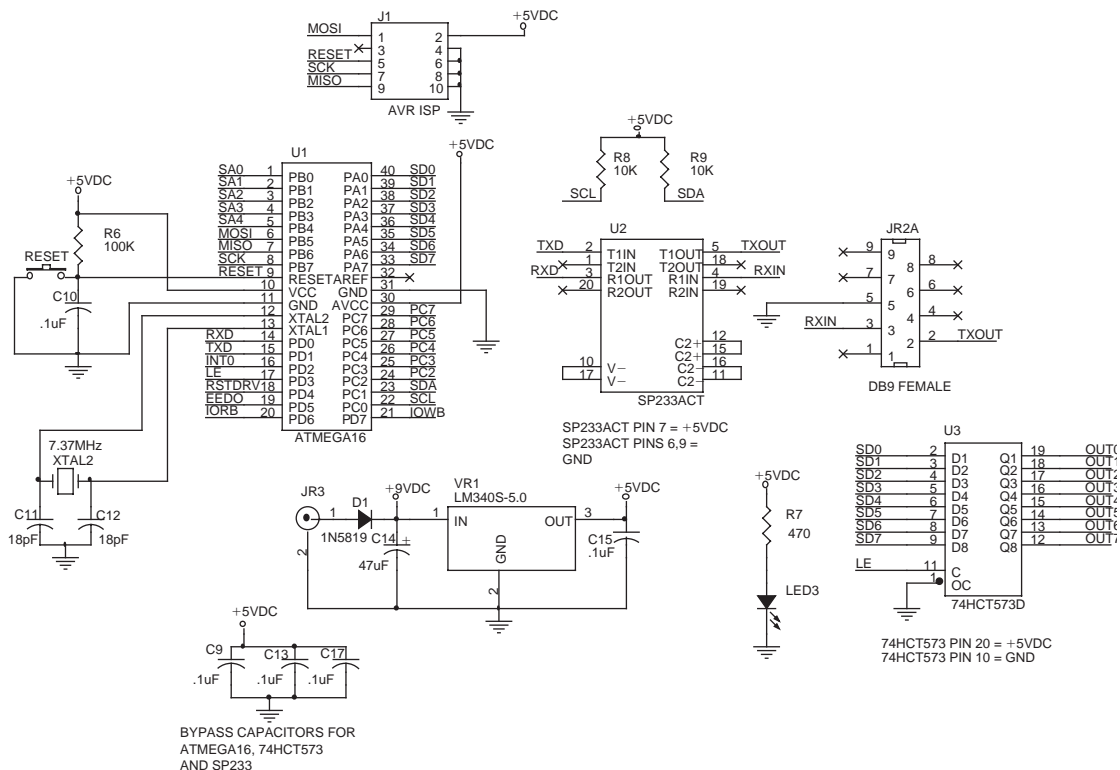 J1
+5VDC
MOSI 1 2
3 4
RESET 5 6
SCK 7 8
MISO 9 10
AVR ISP
+5VDC
U1
SA0 1 PB0 PA0 40 SD0
SA1 2 PB1 PA1 39 SD1
SA2 3 PB2 PA2 38 SD2
SA3 4 PB3 PA3 37 SD3
SA4 5 PB4 PA4 36 SD4
MOSI 6 PB5 PA5 35 SD5
MISO 7 PB6 PA6 34 SD6
SCK 8 PB7 PA7 33 SD7
RESET 9 RESET AREF 32
10 VCC GND 31
11 GND AVCC 30
12 XTAL2 PC7 29 PC7
13 XTAL1 PC6 28 PC6
RXD 14 PD0 PC5 27 PC5
TXD 15 PD1 PC4 26 PC4
INT0 16 PD2 PC3 25 PC3
LE 17 PD3 PC2 24 PC2
RSTDRV 18 PD4 PC1 23 SDA
EEDO 19 PD5 PC0 22 SCL
IORB 20 PD6 PD7 21 IOWB
ATMEGA16
+5VDC
R6
100K
RESET
C10
.1uF
7.37MHz
XTAL2
C11
18pF
C12
18pF
+5VDC
R8
10K
R9
10K
SCL
SDA
U2
TXD 2 T1IN T1OUT 5 TXOUT
1 T2IN T2OUT 18
RXD 3 R1OUT R1IN 4 RXIN
20 R2OUT R2IN 19
C2+ 12
C2+ 15
10 V− C2- 16
17 V− C2- 11
SP233ACT
SP233ACT PIN 7 = +5VDC
SP233ACT PINS 6,9 =
GND
JR2A
9 9
8 8
7 7
6 6
5 5
4 4
RXIN 3 3
2 2 TXOUT
1 1
DB9 FEMALE
JR3
1
2
D1
1N5819
+9VDC
C14 +
47uF
VR1
LM340S-5.0
1 IN OUT 3
GND
2
+5VDC
C15
.1uF
+5VDC
R7
470
LED3
U3
SD0 2 D1 Q1 19 OUT0
SD1 3 D2 Q2 18 OUT1
SD2 4 D3 Q3 17 OUT2
SD3 5 D4 Q4 16 OUT3
SD4 6 D5 Q5 15 OUT4
SD5 7 D6 Q6 14 OUT5
SD6 8 D7 Q7 13 OUT6
SD7 9 D8 Q8 12 OUT7
LE 11 C
1 OC
74HCT573D
74HCT573 PIN 20 = +5VDC
74HCT573 PIN 10 = GND
+5VDC
C9
.1uF
C13
.1uF
C17
.1uF
BYPASS CAPACITORS FOR
ATMEGA16, 74HCT573
AND SP233